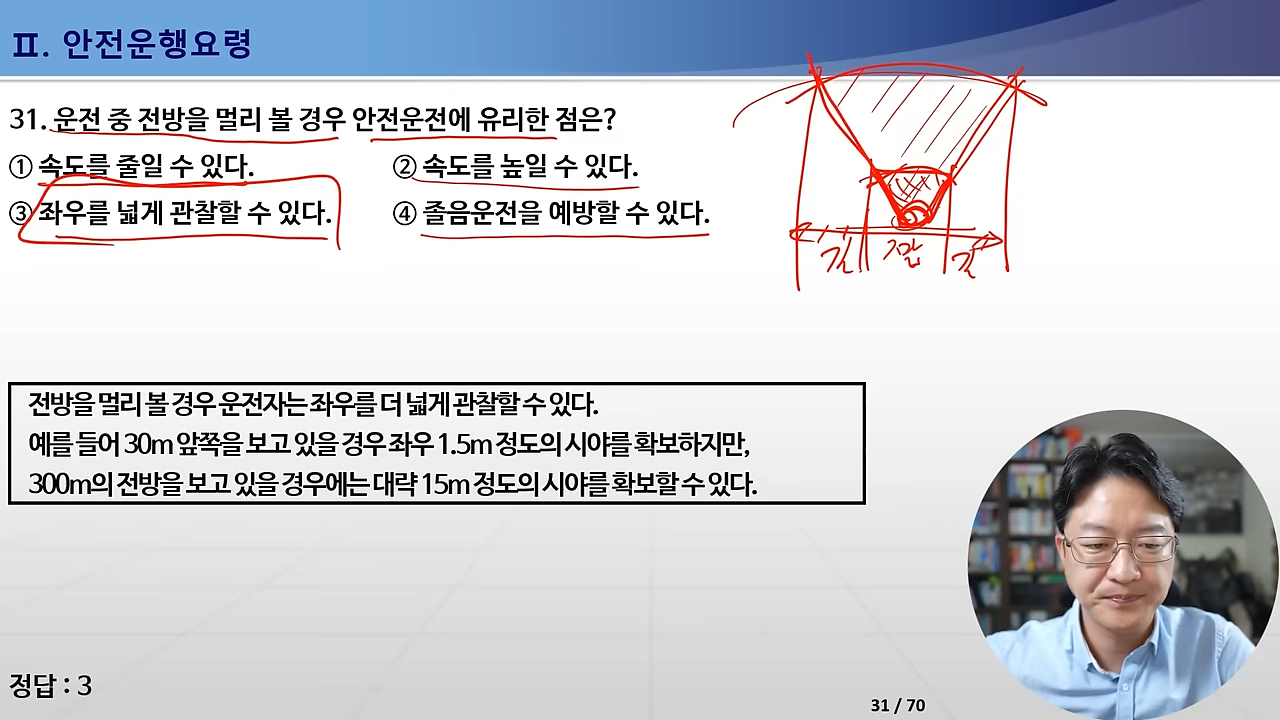 Ⅱ. 안전운행요령
31. 운전 중 전방을 멀리 볼 경우 안전운전에 유리한 점은?
① 속도를 줄일 수 있다. ② 속도를 높일 수 있다.
③ 좌우를 넓게 관찰할 수 있다. ④ 졸음운전을 예방할 수 있다.
전방을 멀리 볼 경우 운전자는 좌우를 더 넓게 관찰할 수 있다.
예를 들어 30m 앞쪽을 보고 있을 경우 좌우 1.5m 정도의 시야를 확보하지만,
300m의 전방을 보고 있을 경우에는 대략 15m 정도의 시야를 확보할 수 있다.
정답 : 3
31 / 70